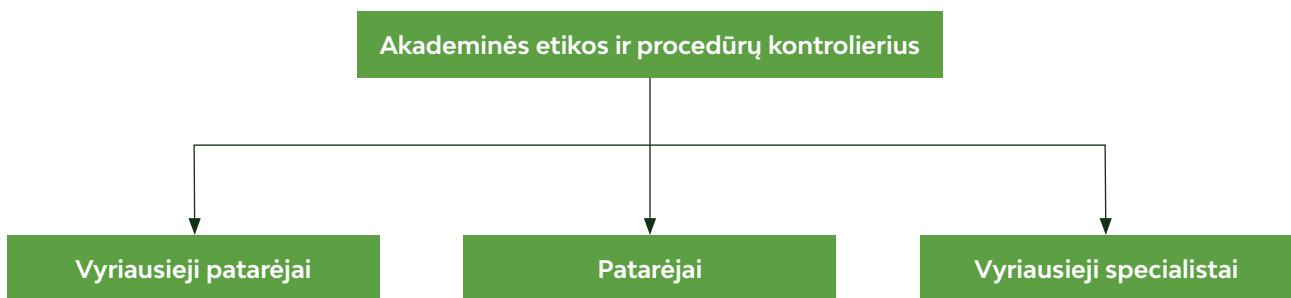 Akademinės etikos ir procedūrų kontrolierius
Vyriausieji patarėjai
Patarėjai
Vyriausieji specialistai